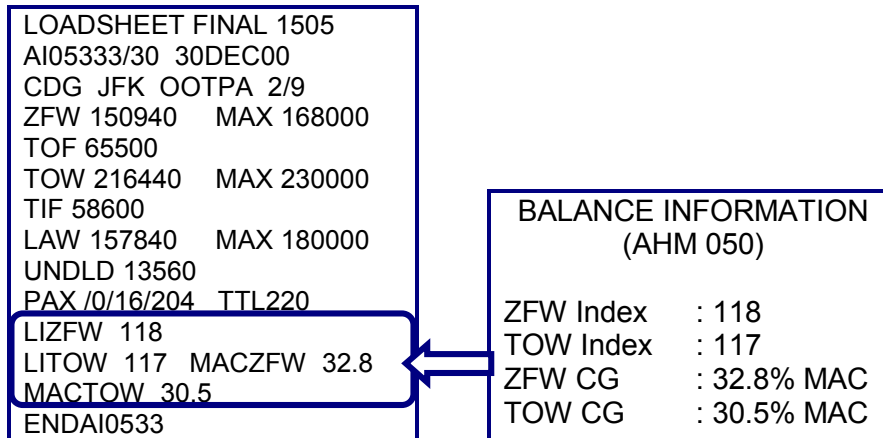 LOADSHEET FINAL 1505
AI05333/30 30DEC00
CDG JFK OOTPA 2/9
ZFW 150940 MAX 168000
TOF 65500
TOW 216440 MAX 230000
TIF 58600
LAW 157840 MAX 180000
UNDLD 13560
PAX /0/16/204 TTL220
LIZFW 118
LITOW 117 MACZFW 32.8
MACTOW 30.5
ENDAI0533
BALANCE INFORMATION
(AHM 050)
ZFW Index : 118
TOW Index : 117
ZFW CG : 32.8% MAC
TOW CG : 30.5% MAC